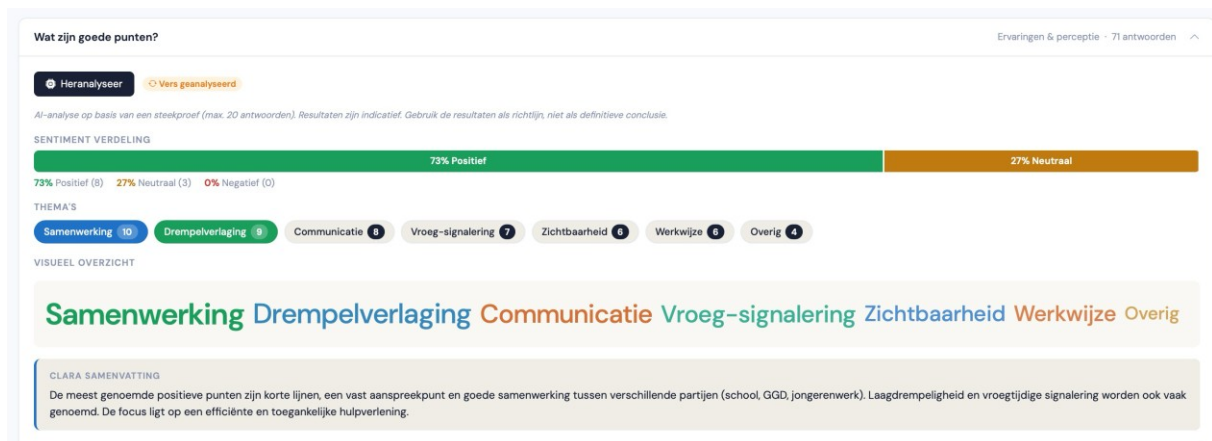 Wat zijn goede punten?
Ervaringen & perceptie · 71 antwoorden
Heranalyseer
Vers geanalyseerd
AI-analyse op basis van een steekproef (max. 20 antwoorden). Resultaten zijn indicatief. Gebruik de resultaten als richtlijn, niet als definitieve conclusie.
SENTIMENT VERDELING
73% Positief
27% Neutraal
73% Positief (8) 27% Neutraal (3) 0% Negatief (0)
THEMA'S
Samenwerking 10 Drempelverlaging 9 Communicatie 8 Vroeg-signalering 7 Zichtbaarheid 6 Werkwijze 6 Overig 4
VISUEEL OVERZICHT
Samenwerking Drempelverlaging Communicatie Vroeg-signalering Zichtbaarheid Werkwijze Overig
CLARA SAMENVATTING
De meest genoemde positieve punten zijn korte lijnen, een vast aanspreekpunt en goede samenwerking tussen verschillende partijen (school, GGD, jongerenwerk). Laagdrempeligheid en vroegtijdige signalering worden ook vaak
genoemd. De focus ligt op een efficiënte en toegankelijke hulpverlening.